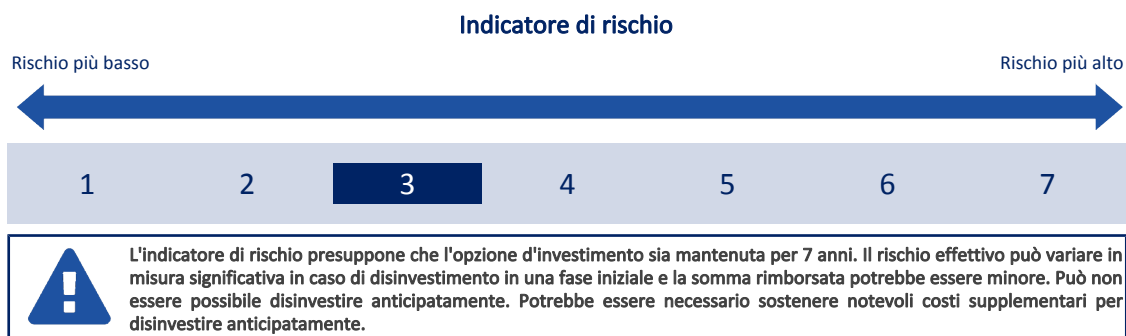 Indicatore di rischio
Rischio più basso Rischio più alto
1 2 3 4 5 6 7
L'indicatore di rischio presuppone che l'opzione d'investimento sia mantenuta per 7 anni. Il rischio effettivo può variare in
misura significativa in caso di disinvestimento in una fase iniziale e la somma rimborsata potrebbe essere minore. Può non
essere possibile disinvestire anticipatamente. Potrebbe essere necessario sostenere notevoli costi supplementari per
disinvestire anticipatamente.